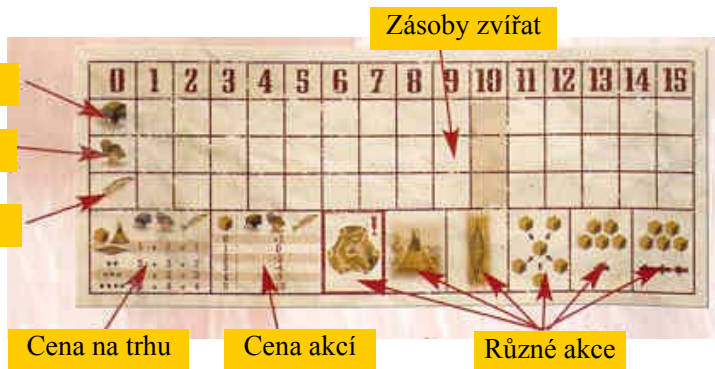 Zásoby zvířat
0 1 2 3 4 5 6 7 8 9 10 11 12 13 14 15
!
Cena na trhu
Cena akcí
Různé akce